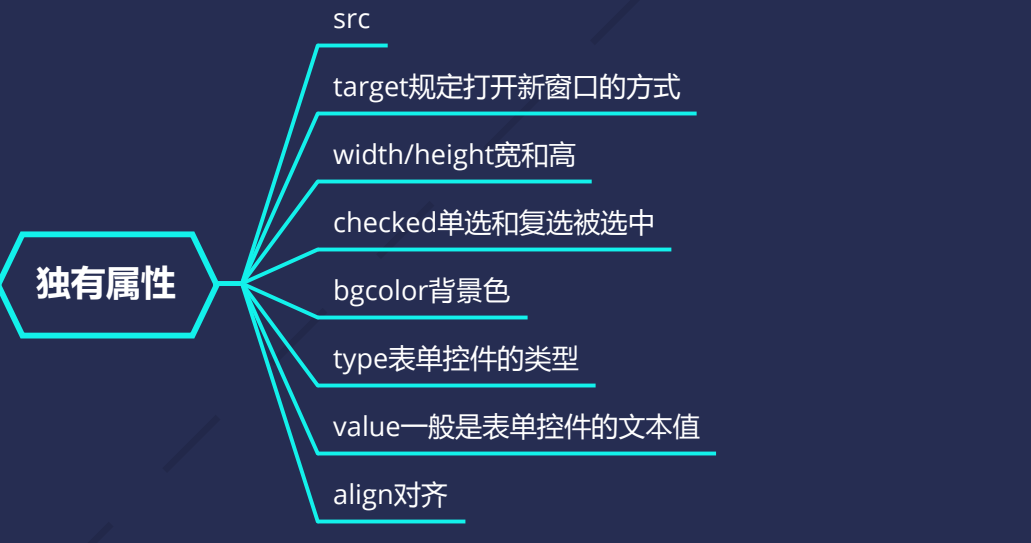 src
target规定打开新窗口的方式
width/height宽和高
checked单选和复选被选中
独有属性
bgcolor背景色
type表单控件的类型
value一般是表单控件的文本值
align对齐